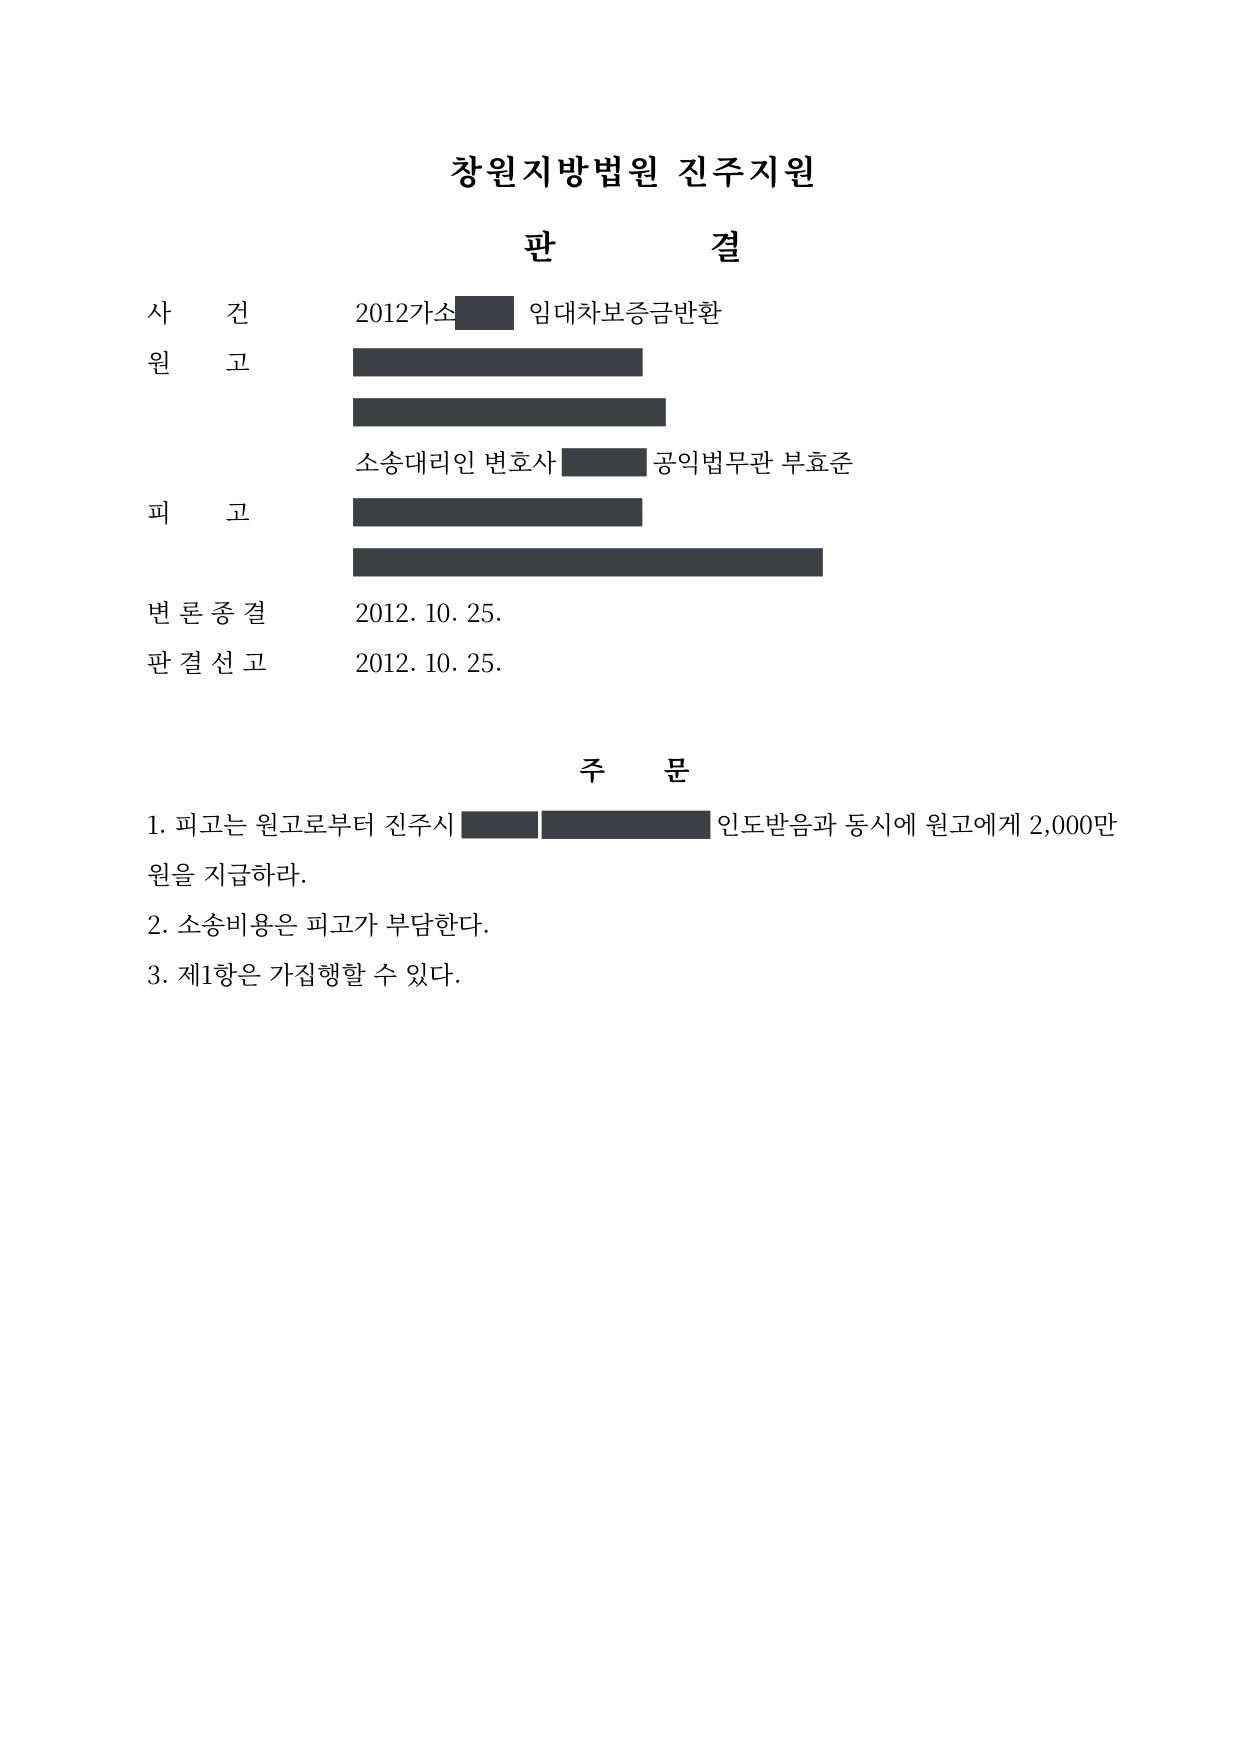 창원지방법원 진주지원
판 결
사 건 2012가소 임대차보증금반환
원 고
소송대리인 변호사 공익법무관 부효준
피 고
변 론 종 결 2012. 10. 25.
판 결 선 고 2012. 10. 25.
주 문
1. 피고는 원고로부터 진주시 인도받음과 동시에 원고에게 2,000만
원을 지급하라.
2. 소송비용은 피고가 부담한다.
3. 제1항은 가집행할 수 있다.